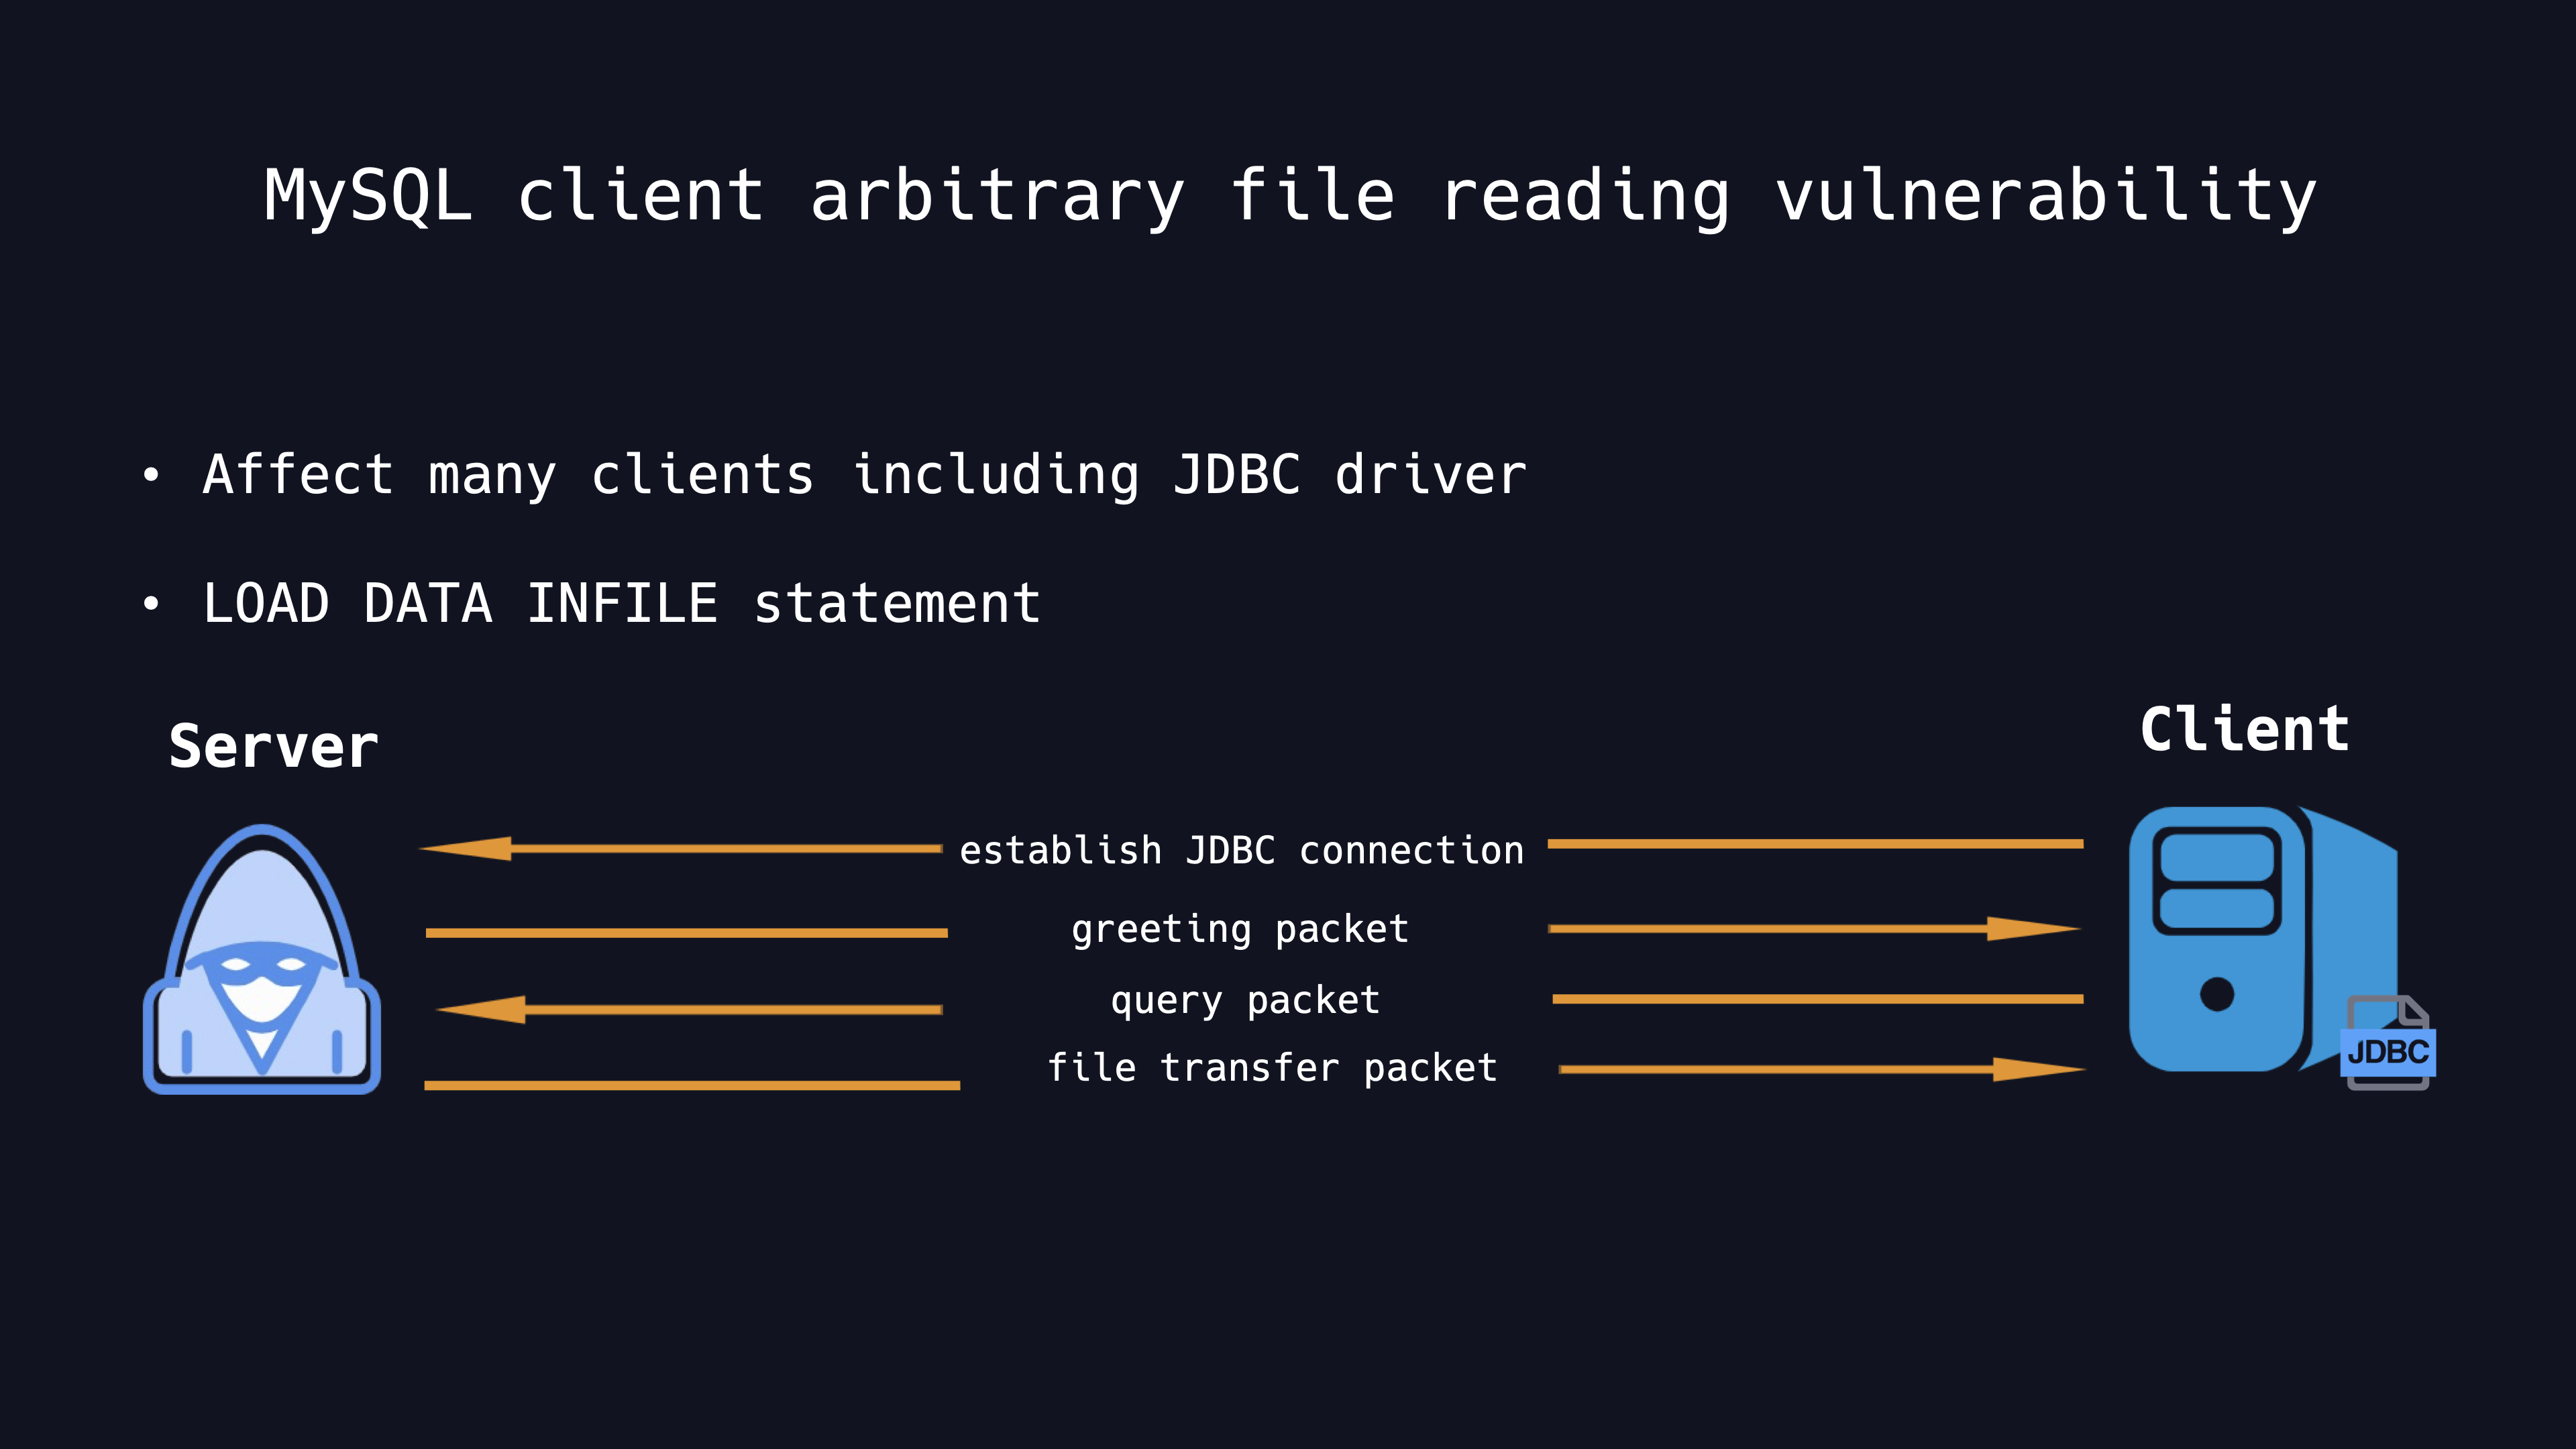 MySQL client arbitrary file reading vulnerability
• Affect many clients including JDBC driver
• LOAD DATA INFILE statement
Server
Client
establish JDBC connection
greeting packet
query packet
file transfer packet
JDBC